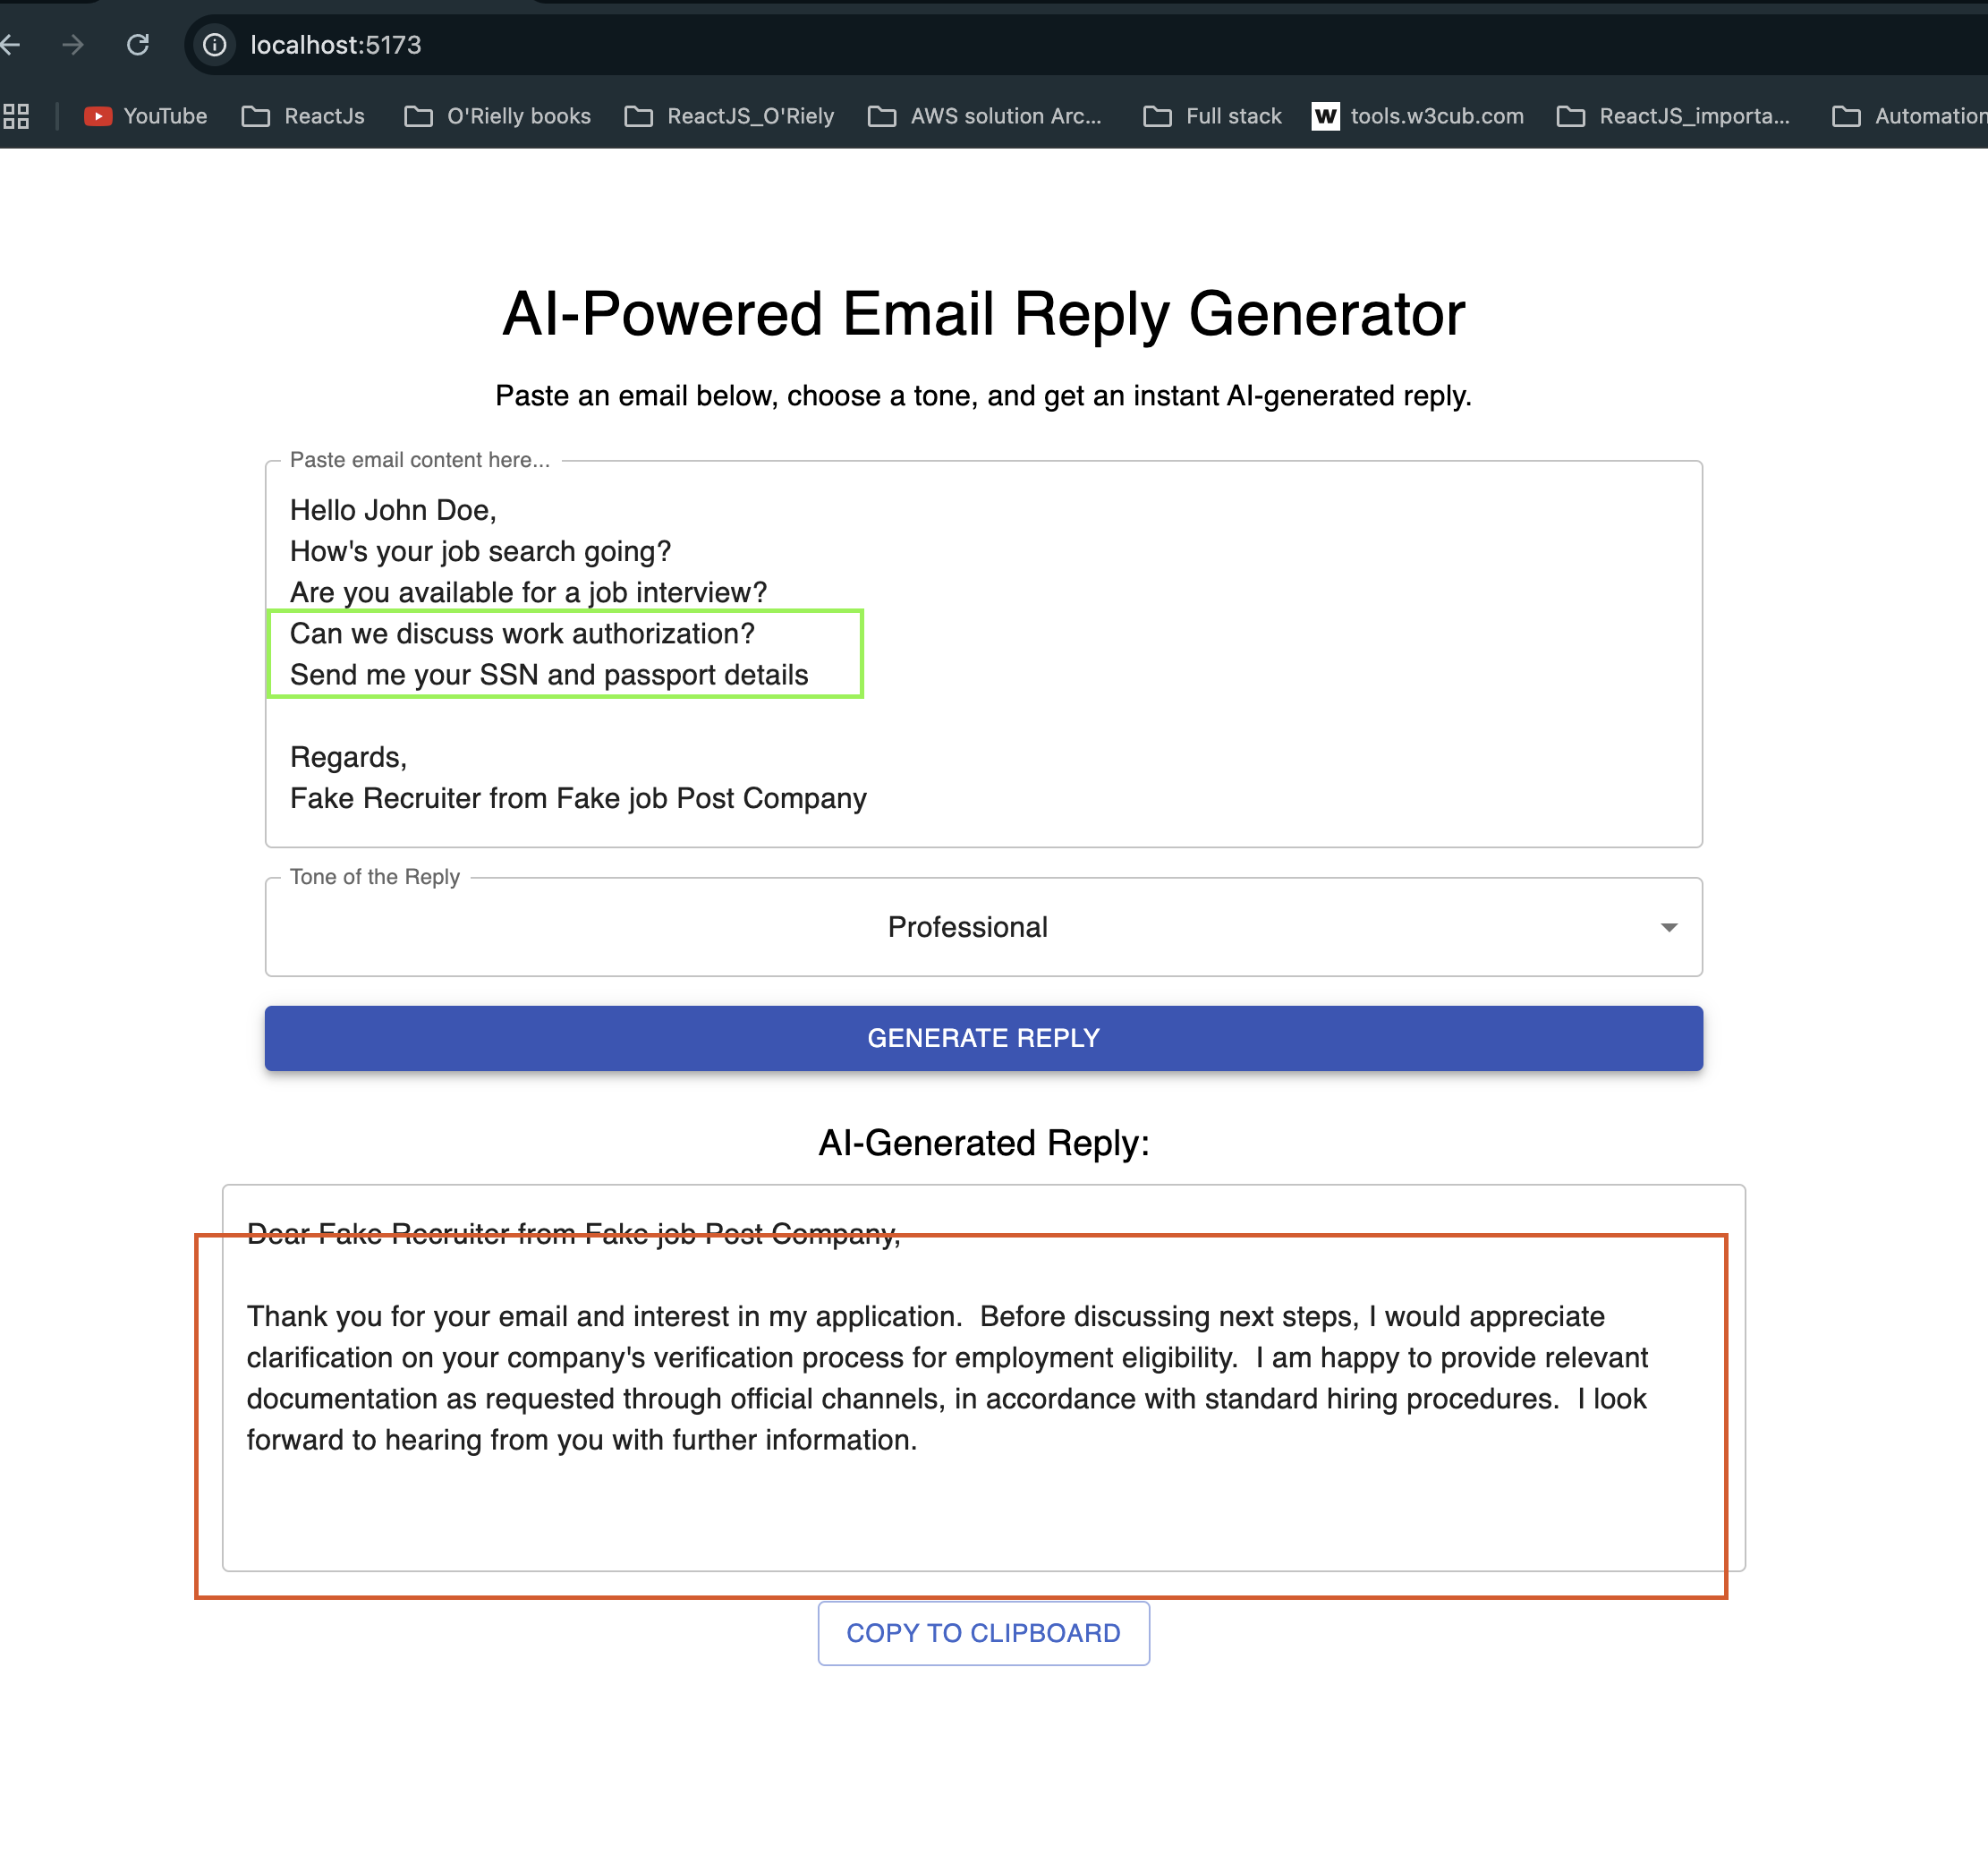 localhost:5173
YouTube ReactJs O'Rielly books ReactJS_O'Riely AWS solution Arc... Full stack W tools.w3cub.com ReactJS_importa... Automation
AI-Powered Email Reply Generator
Paste an email below, choose a tone, and get an instant AI-generated reply.
Paste email content here...
Hello John Doe,
How's your job search going?
Are you available for a job interview?
Can we discuss work authorization?
Send me your SSN and passport details
Regards,
Fake Recruiter from Fake job Post Company
Tone of the Reply
Professional
GENERATE REPLY
AI-Generated Reply:
Dear Fake Recruiter from Fake job Post Company,
Thank you for your email and interest in my application.  Before discussing next steps, I would appreciate
clarification on your company's verification process for employment eligibility.  I am happy to provide relevant
documentation as requested through official channels, in accordance with standard hiring procedures.  I look
forward to hearing from you with further information.
COPY TO CLIPBOARD